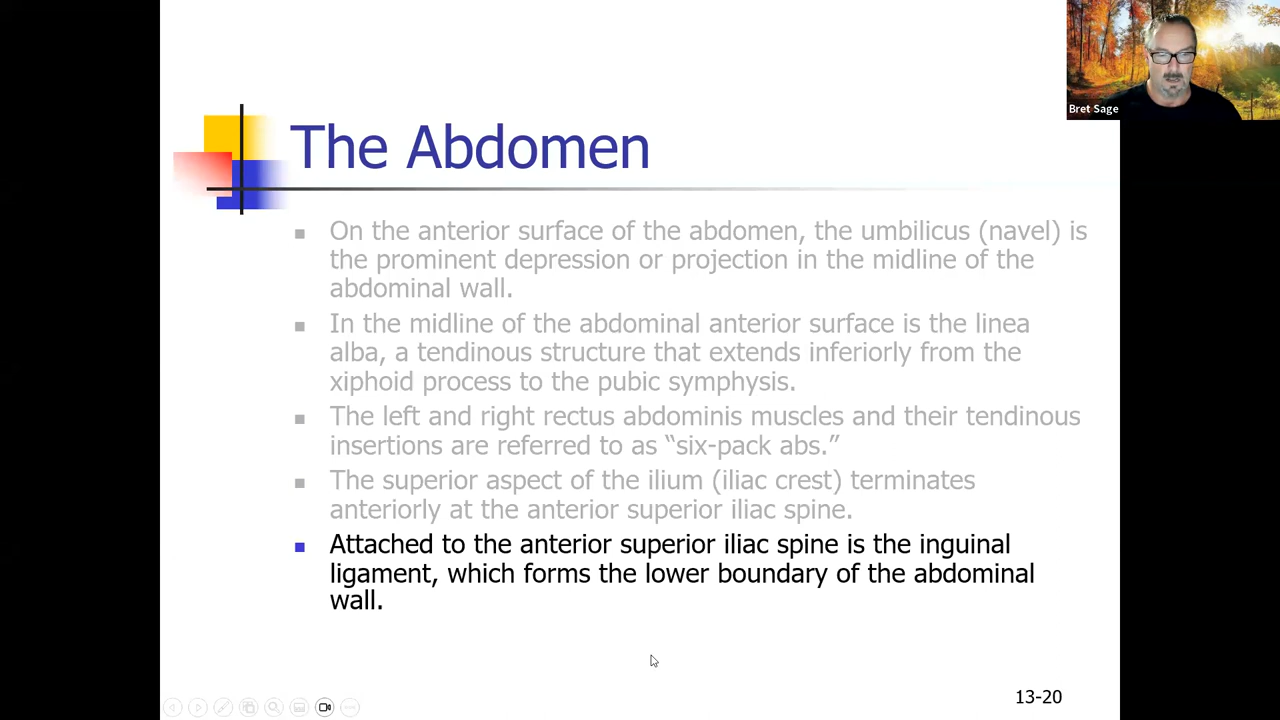 Bret Sage
The Abdomen
On the anterior surface of the abdomen, the umbilicus (navel) is
the prominent depression or projection in the midline of the
abdominal wall.
In the midline of the abdominal anterior surface is the linea
alba, a tendinous structure that extends inferiorly from the
xiphoid process to the pubic symphysis.
The left and right rectus abdominis muscles and their tendinous
insertions are referred to as “six-pack abs.”
The superior aspect of the ilium (iliac crest) terminates
anteriorly at the anterior superior iliac spine.
Attached to the anterior superior iliac spine is the inguinal
ligament, which forms the lower boundary of the abdominal
wall.
13-20